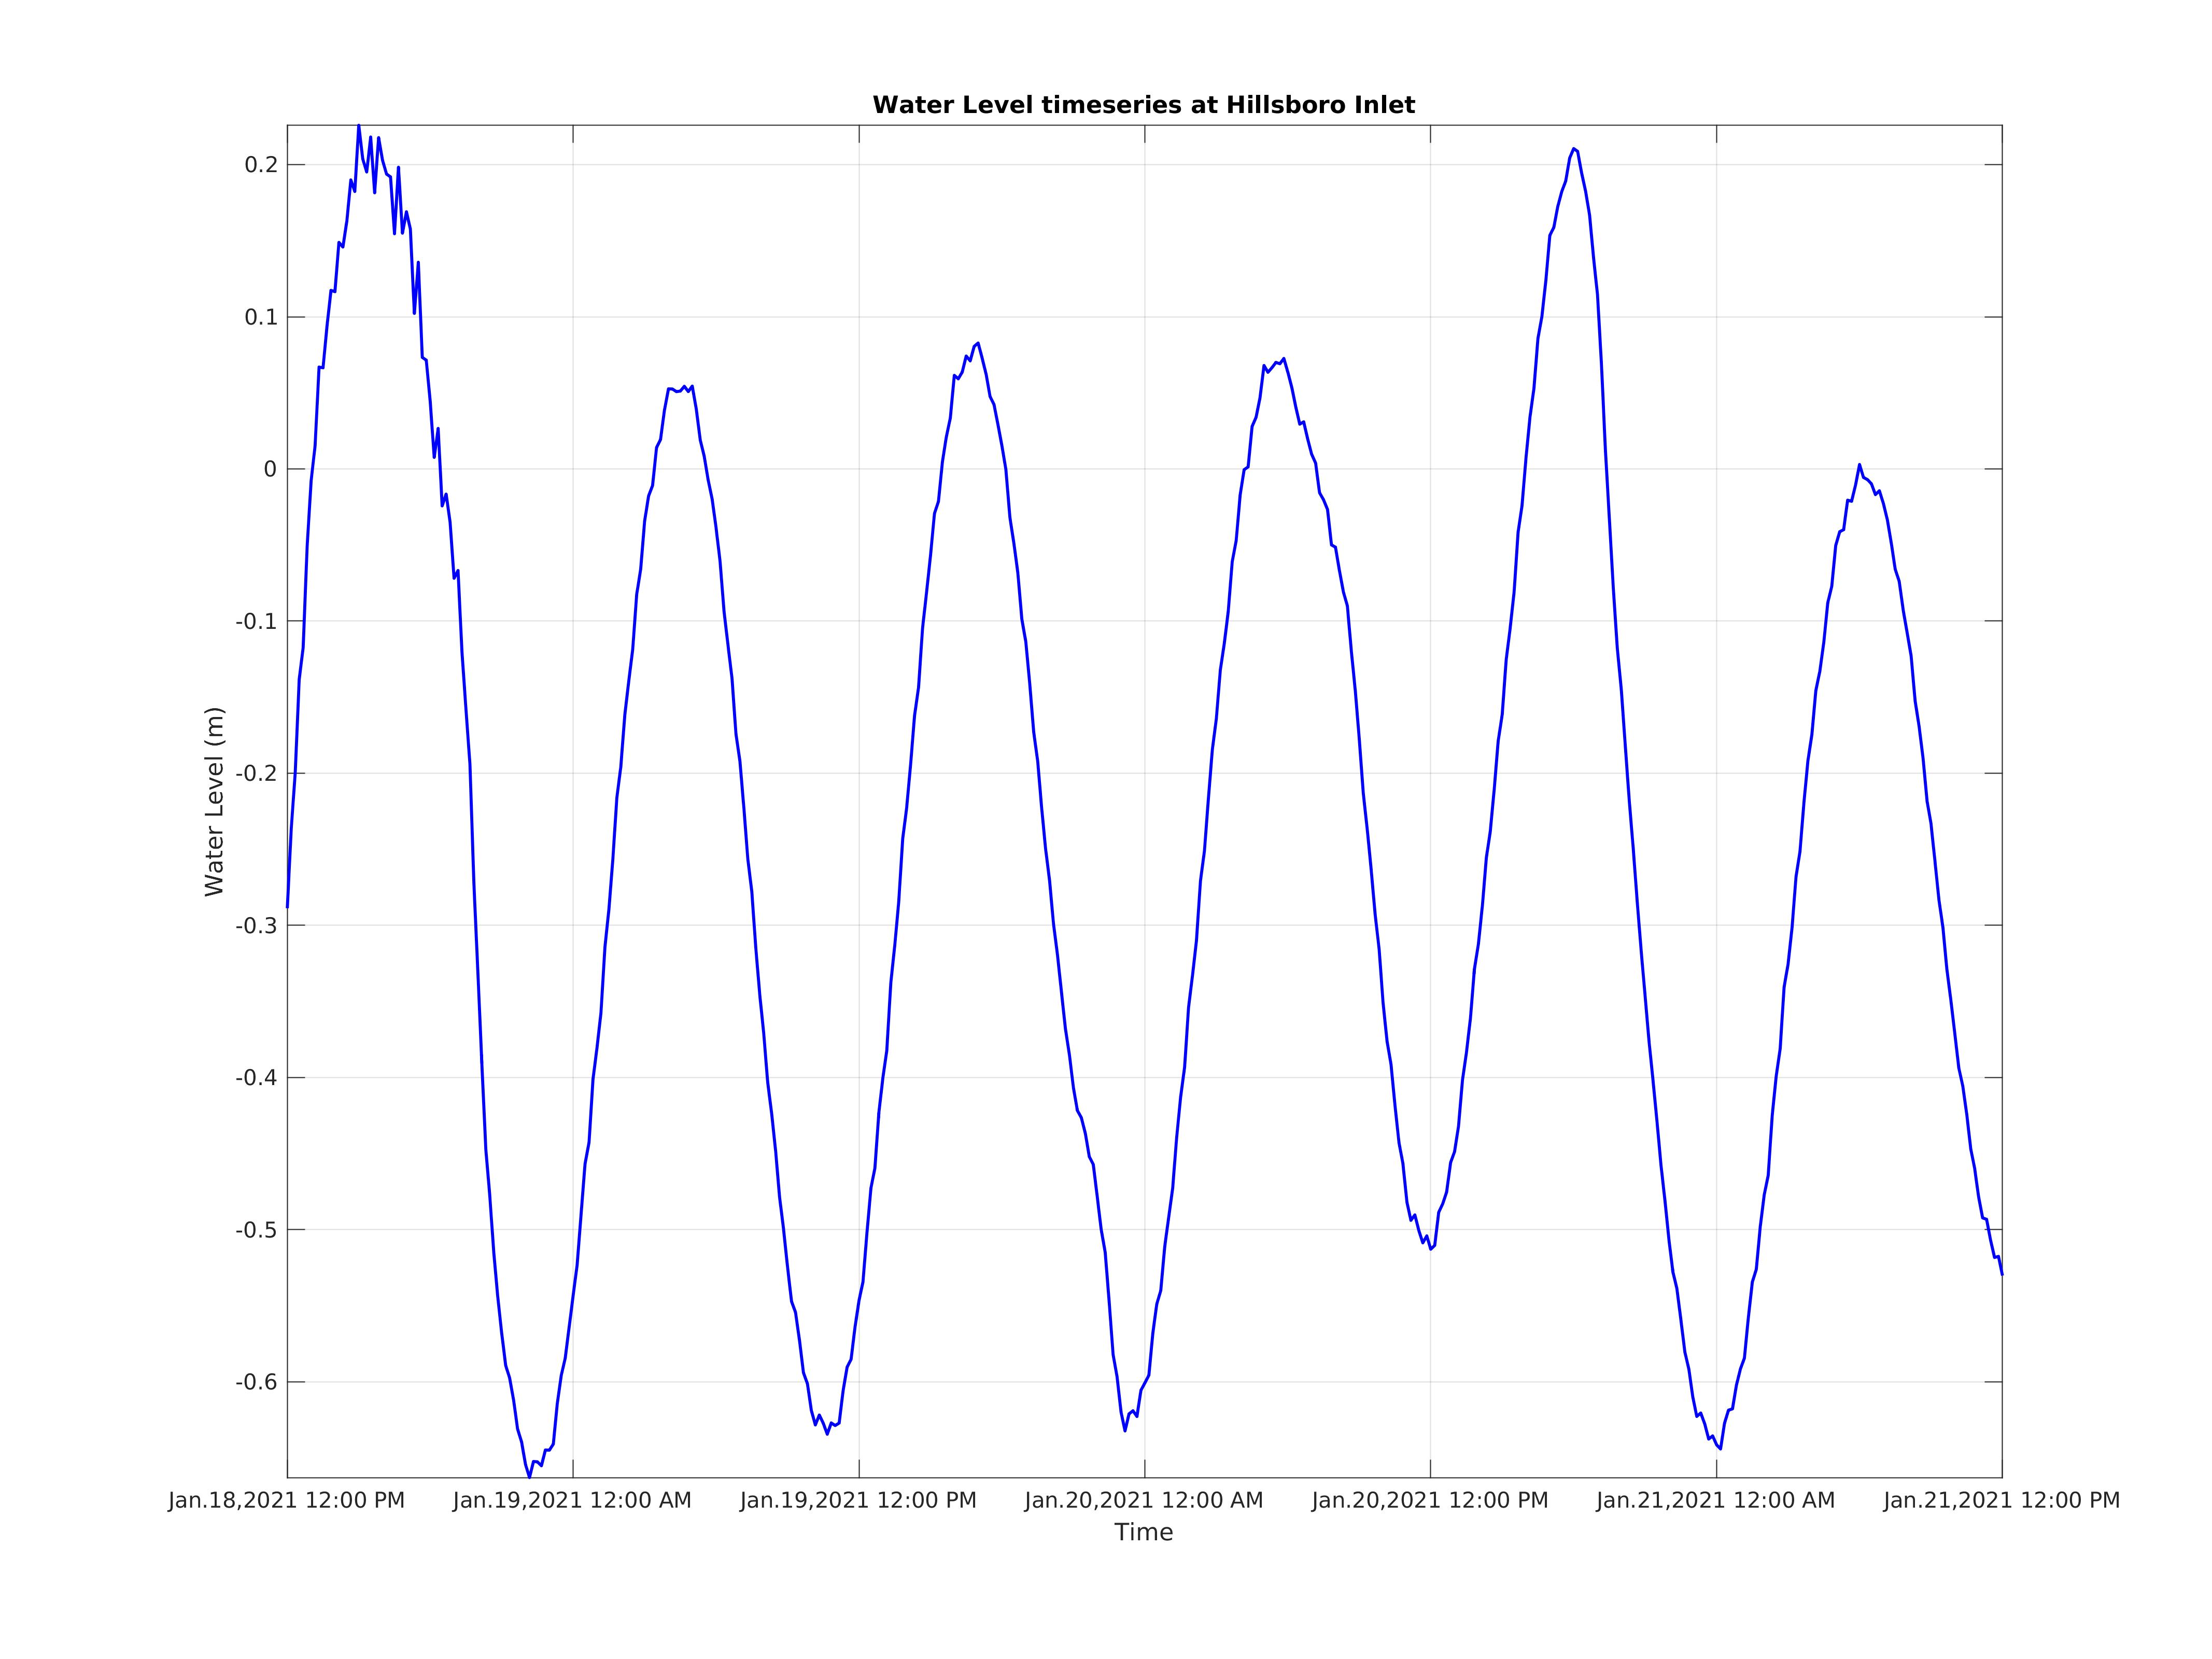 Water Level timeseries at Hillsboro Inlet
0.2
0.1
0
-0.1
-0.2
-0.3
-0.4
-0.5
-0.6
Water Level (m)
Jan.18,2021 12:00 PM
Jan.19,2021 12:00 AM
Jan.19,2021 12:00 PM
Jan.20,2021 12:00 AM
Jan.20,2021 12:00 PM
Jan.21,2021 12:00 AM
Jan.21,2021 12:00 PM
Time